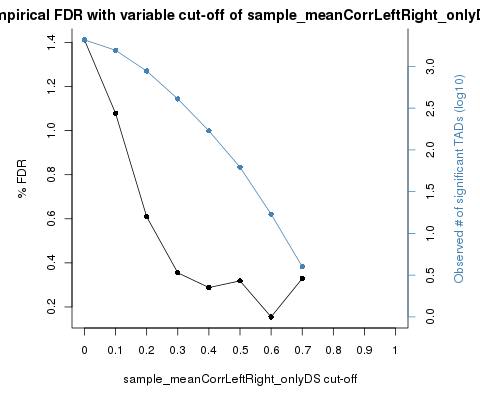 mpirical FDR with variable cut-off of sample_meanCorrLeftRight_onlyD
% FDR
1.4
1.2
1.0
0.8
0.6
0.4
0.2
3.0
2.5
2.0
1.5
1.0
0.5
0.0
Observed # of significant TADs (log10)
0 0.1 0.2 0.3 0.4 0.5 0.6 0.7 0.8 0.9 1
sample_meanCorrLeftRight_onlyDS cut-off